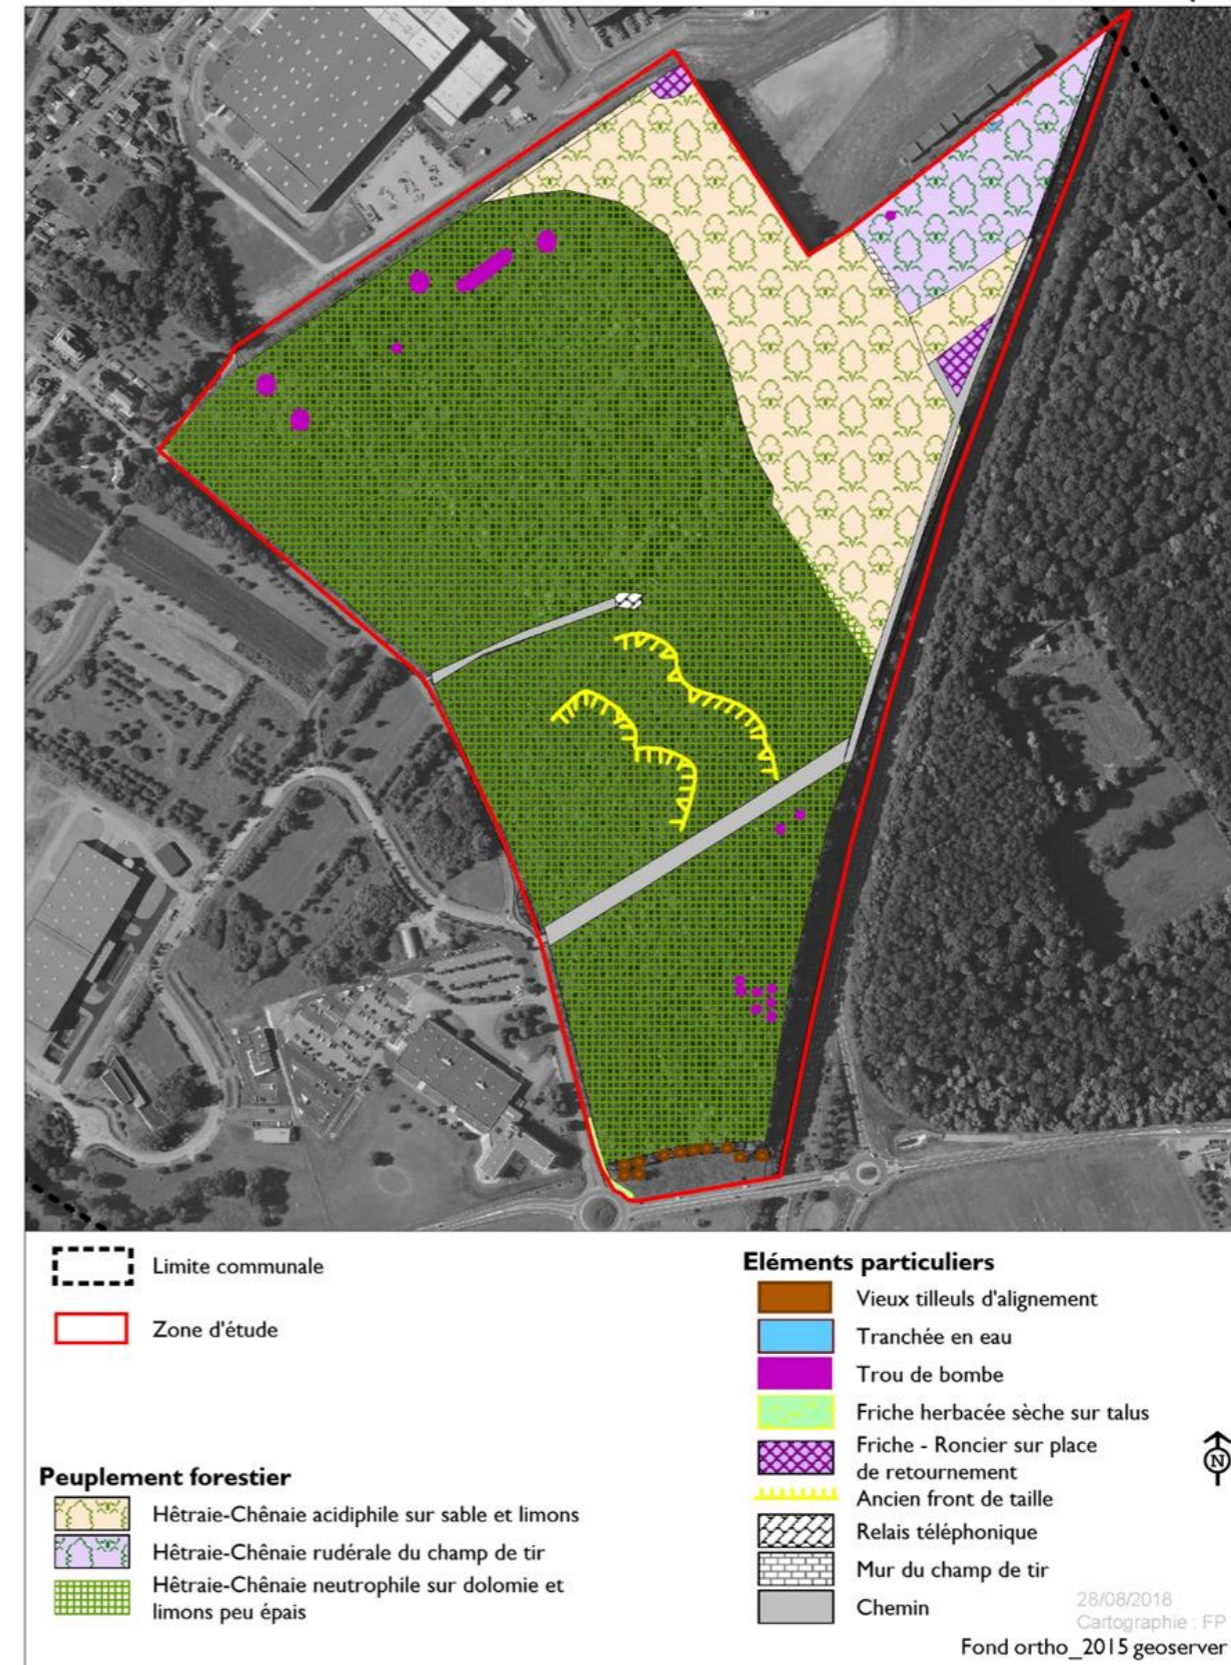 Limite communale
Zone d'étude
Peuplement forestier
Hêtraie-Chênaie acidiphile sur sable et limons
Hêtraie-Chênaie rudérale du champ de tir
Hêtraie-Chênaie neutrophile sur dolomie et
limons peu épais
Eléments particuliers
Vieux tilleuls d'alignement
Tranchée en eau
Trou de bombe
Friche herbacée sèche sur talus
Friche - Roncier sur place
de retournement
Ancien front de taille
Relais téléphonique
Mur du champ de tir
Chemin
N
28/08/2018
Cartographie : FP
Fond ortho_2015 geoserver